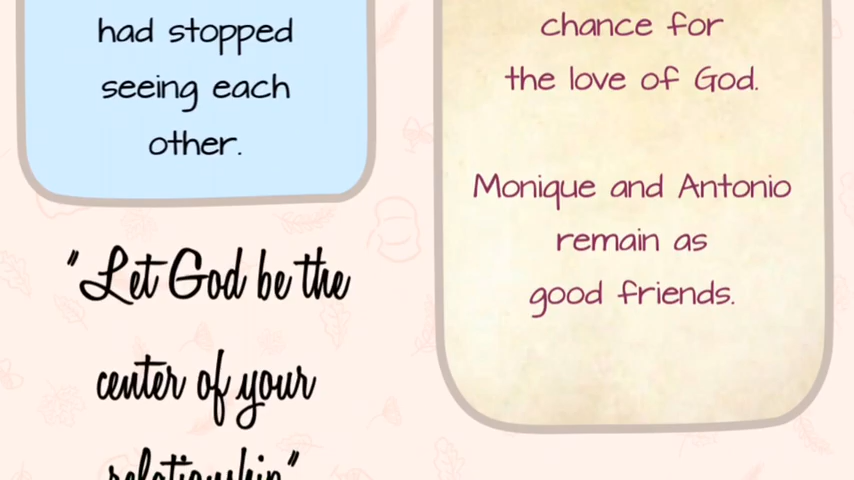 had stopped
seeing each
other.
"Let God be the
center of your
relationship"
chance for
the love of God.
Monique and Antonio
remain as
good friends.